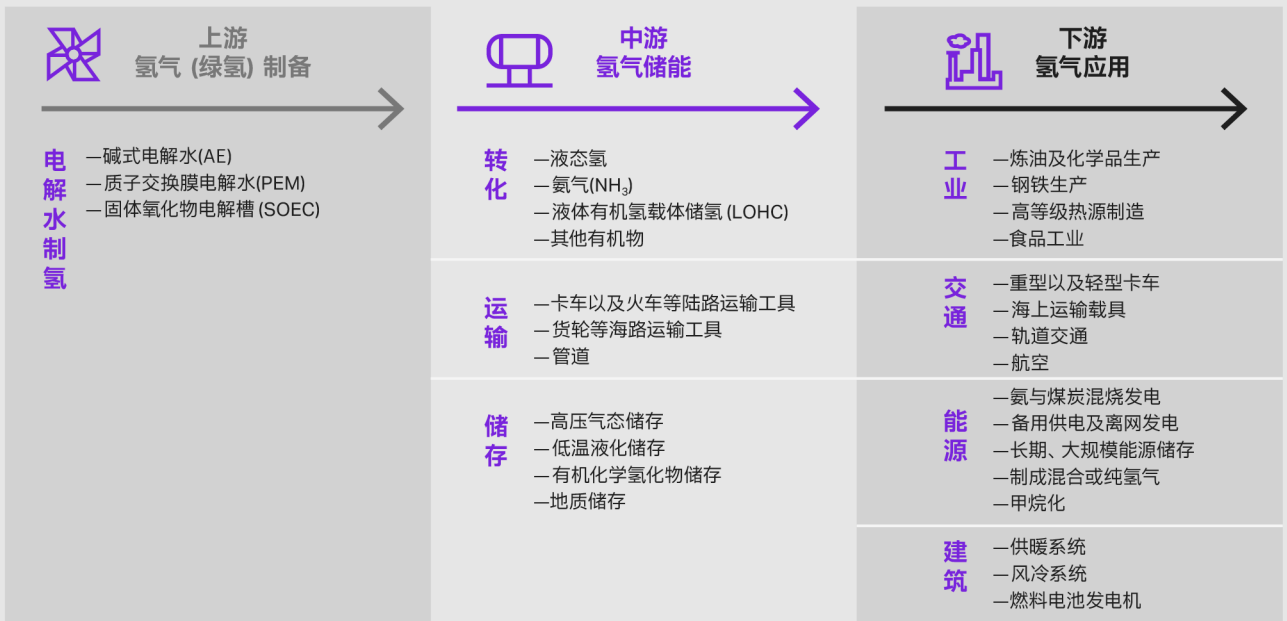 上游
氢气 (绿氢) 制备
电解水制氢
—碱式电解水(AE)
—质子交换膜电解水(PEM)
—固体氧化物电解槽 (SOEC)
中游
氢气储能
转化
—液态氢
—氨气(NH₃)
—液体有机氢载体储氢 (LOHC)
—其他有机物
运输
—卡车以及火车等陆路运输工具
—货轮等海路运输工具
—管道
储存
—高压气态储存
—低温液化储存
—有机化学氢化物储存
—地质储存
下游
氢气应用
工业
—炼油及化学品生产
—钢铁生产
—高等级热源制造
—食品工业
交通
—重型以及轻型卡车
—海上运输载具
—轨道交通
—航空
能源
—氨与煤炭混烧发电
—备用供电及离网发电
—长期、大规模能源储存
—制成混合或纯氢气
—甲烷化
建筑
—供暖系统
—风冷系统
—燃料电池发电机